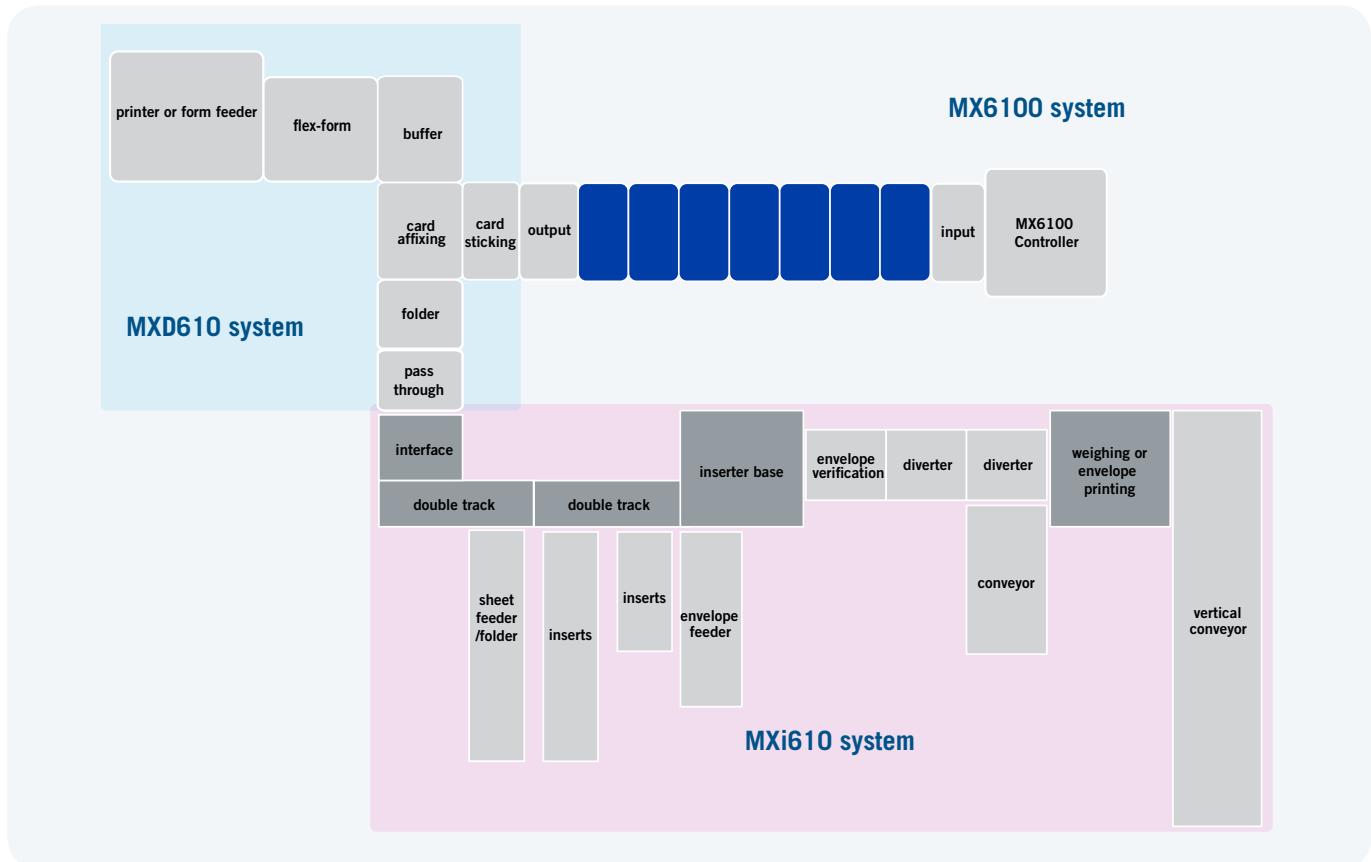 MX6100 system
printer or form feeder
flex-form
buffer
card
affixing
card
sticking
output
input
MX6100
Controller
MXD610 system
folder
pass
through
interface
double track
double track
inserter base
envelope
verification
diverter
diverter
weighing or
envelope
printing
sheet
feeder
/folder
inserts
inserts
envelope
feeder
conveyor
vertical
conveyor
MXi610 system